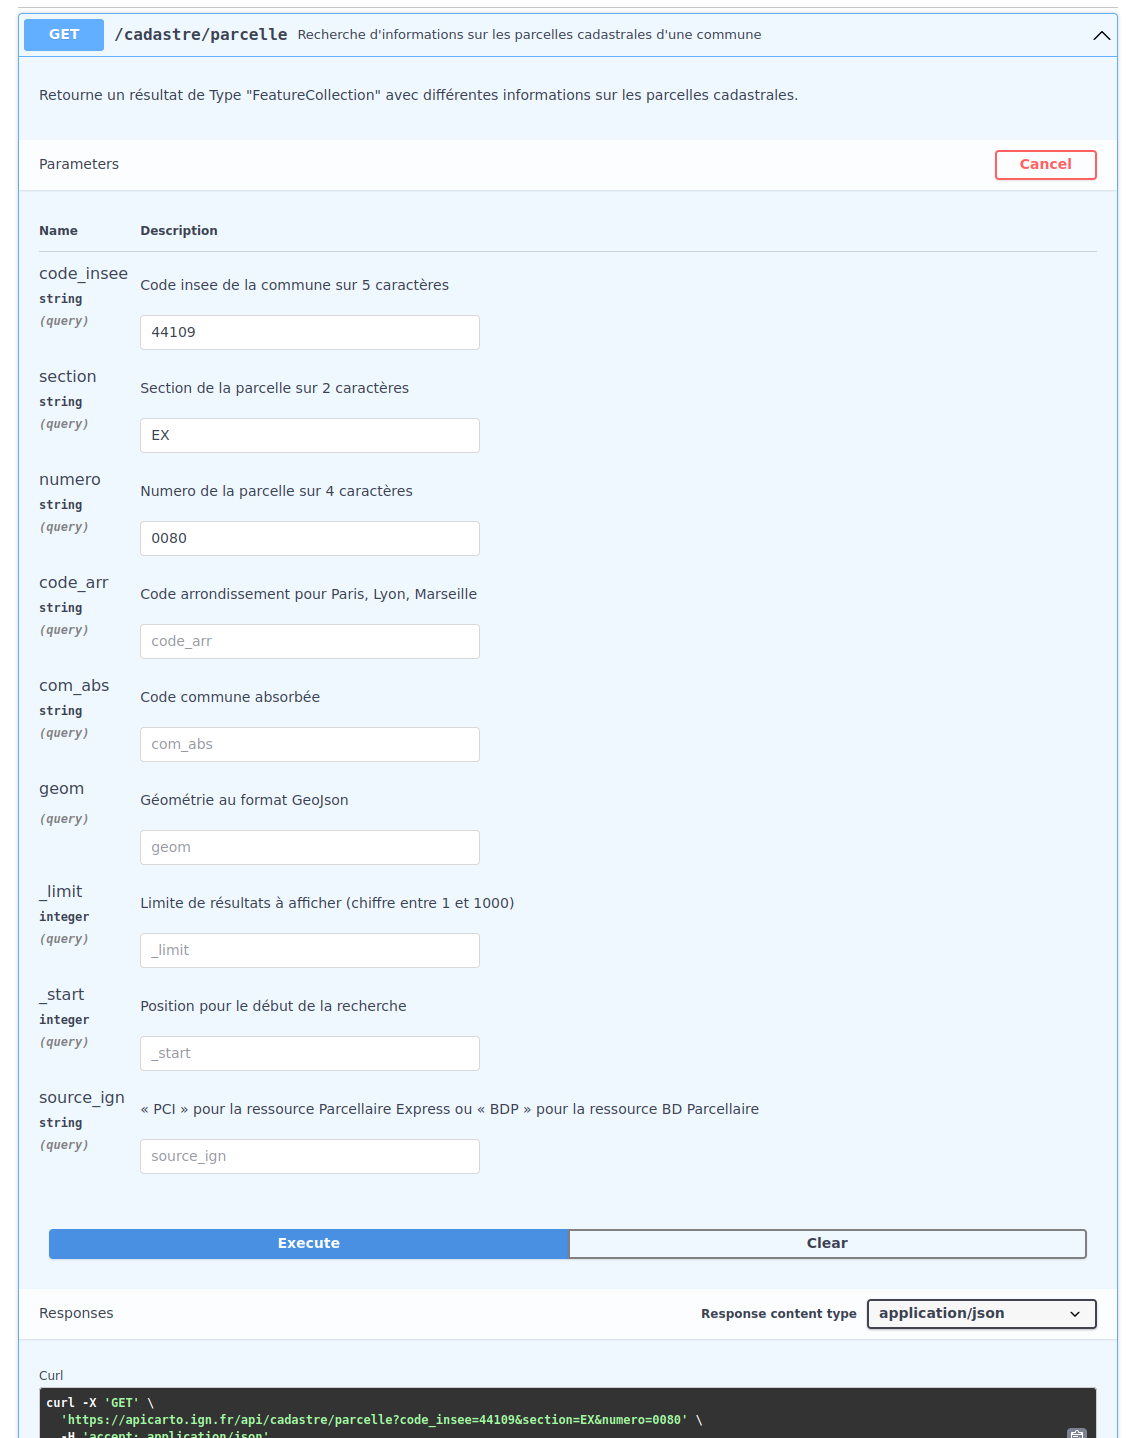 GET /cadastre/parcelle Recherche d'informations sur les parcelles cadastrales d'une commune
Retourne un résultat de Type "FeatureCollection" avec différentes informations sur les parcelles cadastrales.
Parameters Cancel
Name Description
code_insee
string
(query)
Code insee de la commune sur 5 caractères
44109
section
string
(query)
Section de la parcelle sur 2 caractères
EX
numero
string
(query)
Numero de la parcelle sur 4 caractères
0080
code_arr
string
(query)
Code arrondissement pour Paris, Lyon, Marseille
code_arr
com_abs
string
(query)
Code commune absorbée
com_abs
geom
(query)
Géométrie au format GeoJson
geom
_limit
integer
(query)
Limite de résultats à afficher (chiffre entre 1 et 1000)
_limit
_start
integer
(query)
Position pour le début de la recherche
_start
source_ign
string
(query)
« PCI » pour la ressource Parcellaire Express ou « BDP » pour la ressource BD Parcellaire
source_ign
Execute Clear
Responses Response content type application/json
Curl
curl -X 'GET' \
'https://apicarto.ign.fr/api/cadastre/parcelle?code_insee=44109&section=EX&numero=0080' \
-H 'accept: application/json'